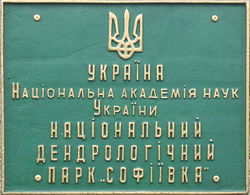 УКРАЇНА
НАЦІОНАЛЬНА АКАДЕМІЯ НАУК
УКРАЇНИ
НАЦІОНАЛЬНИЙ
ДЕНДРОЛОГІЧНИЙ
ПАРК „СОФІЇВКА"